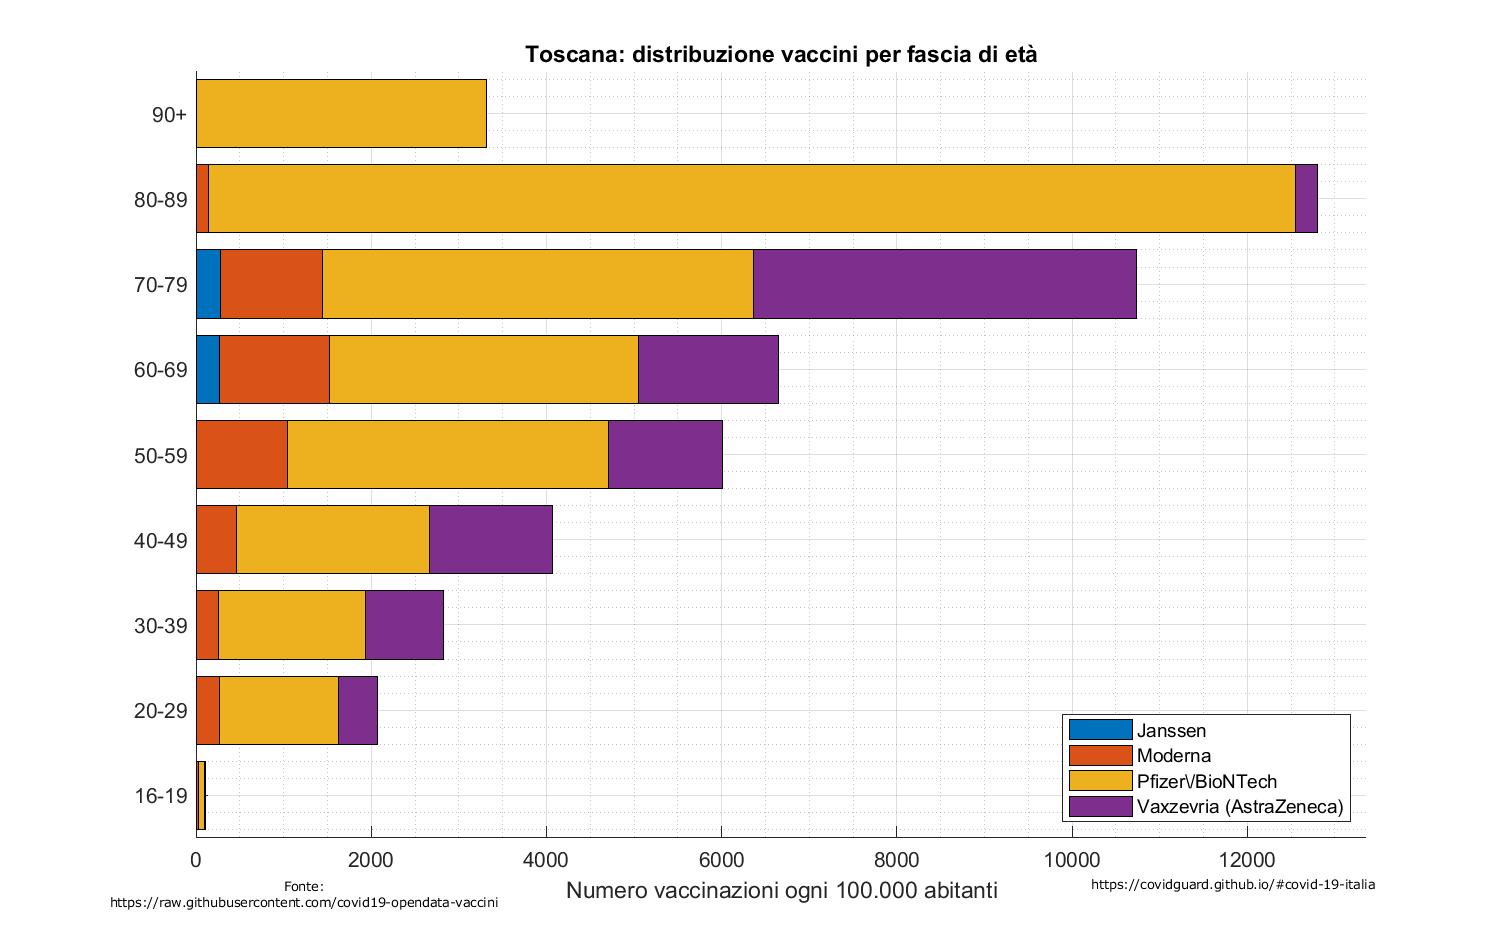 Toscana: distribuzione vaccini per fascia di età
90+
80-89
70-79
60-69
50-59
40-49
30-39
20-29
16-19
Janssen
Moderna
Pfizer\/BioNTech
Vaxzevria (AstraZeneca)
0 2000 4000 6000 8000 10000 12000
Numero vaccinazioni ogni 100.000 abitanti
Fonte:
https://raw.githubusercontent.com/covid19-opendata-vaccini
https://covidguard.github.io/#covid-19-italia